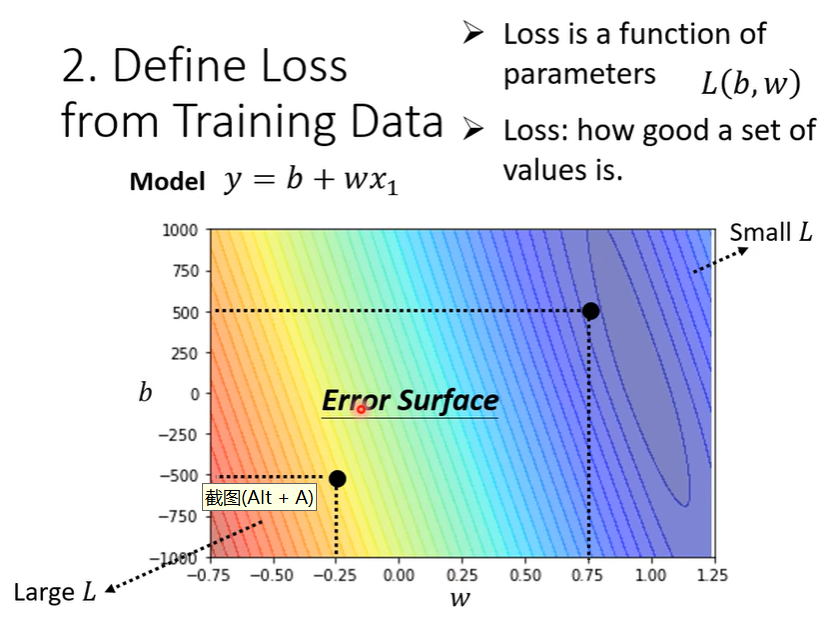 2. Define Loss
from Training Data
➢ Loss is a function of
parameters L(b, w)
➢ Loss: how good a set of
values is.
Model y = b + wx₁
Small L
1000
750
500
250
0
−250
−500
−750
−1000
b
Error Surface
截图(Alt + A)
Large L
−0.75 −0.50 −0.25 0.00 0.25 0.50 0.75 1.00 1.25
w